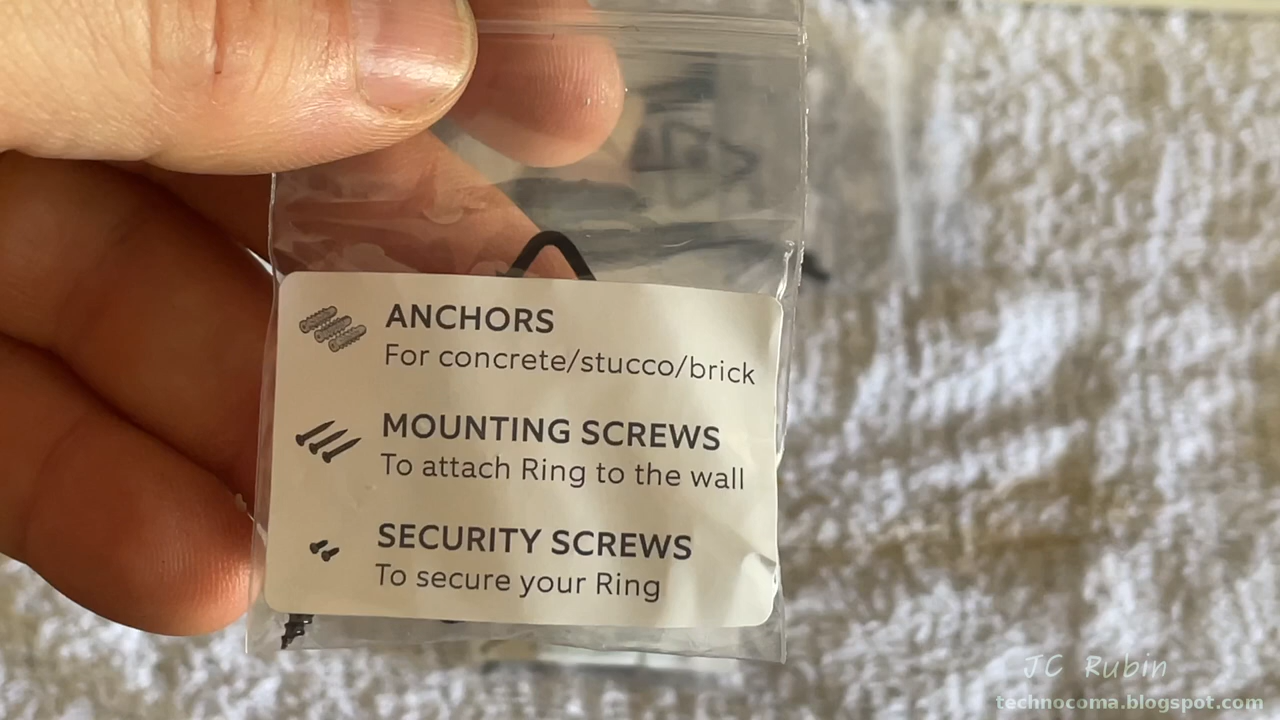 ANCHORS
For concrete/stucco/brick
MOUNTING SCREWS
To attach Ring to the wall
SECURITY SCREWS
To secure your Ring
JC Rubin
technocoma.blogspot.com